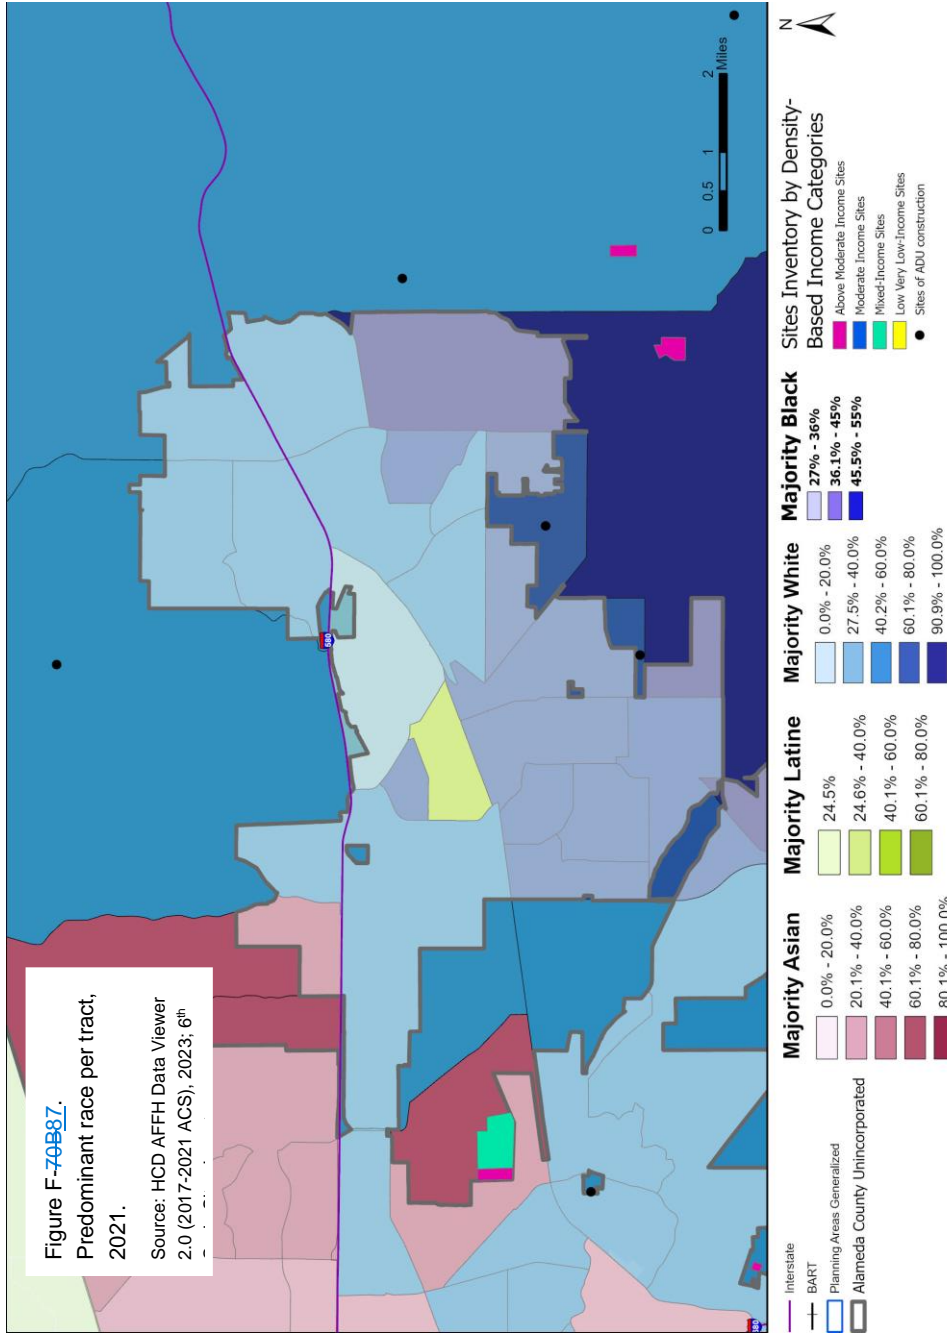 Figure F-70B87.
Predominant race per tract,
2021.
Source: HCD AFFH Data Viewer
2.0 (2017-2021 ACS), 2023; 6th
580
0 0.5 1 2
Miles
N
580
Interstate
BART
Planning Areas Generalized
Alameda County Unincorporated
Majority Asian
0.0% - 20.0%
20.1% - 40.0%
40.1% - 60.0%
60.1% - 80.0%
80.1% - 100.0%
Majority Latine
24.5%
24.6% - 40.0%
40.1% - 60.0%
60.1% - 80.0%
Majority White
0.0% - 20.0%
27.5% - 40.0%
40.2% - 60.0%
60.1% - 80.0%
90.9% - 100.0%
Majority Black
27% - 36%
36.1% - 45%
45.5% - 55%
Sites Inventory by Density-
Based Income Categories
Above Moderate Income Sites
Moderate Income Sites
Mixed-Income Sites
Low Very Low-Income Sites
Sites of ADU construction